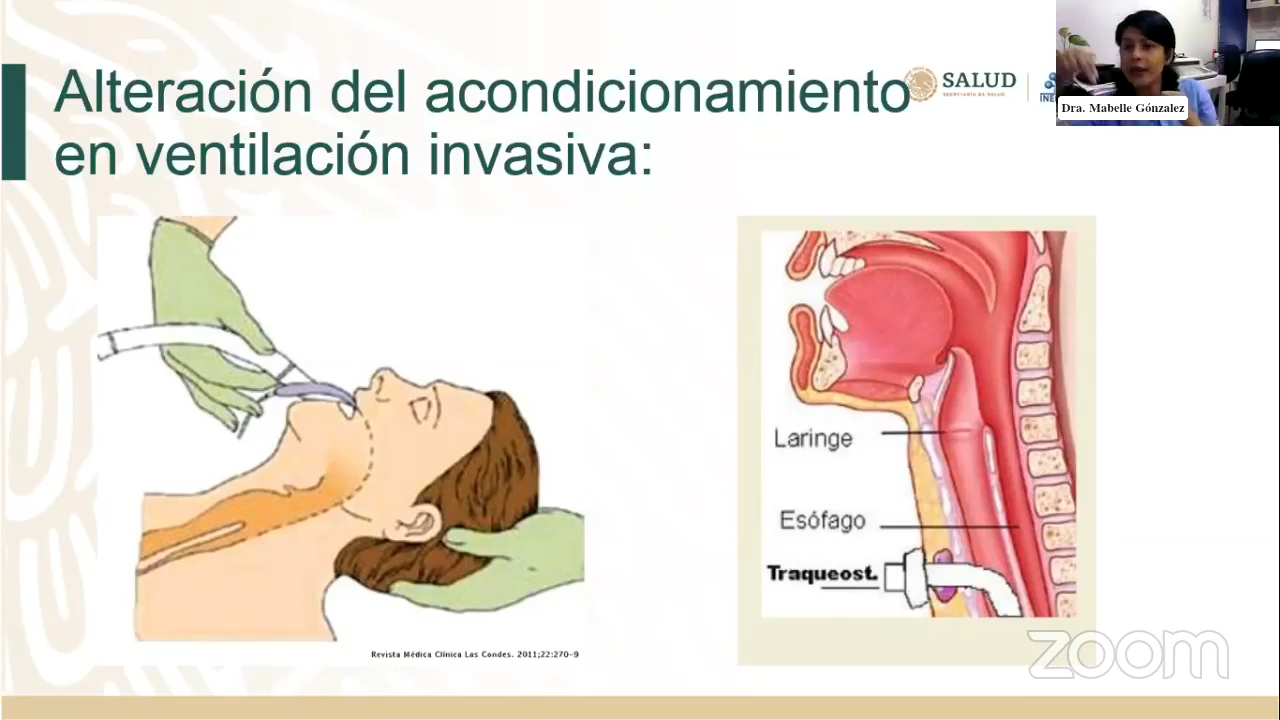 Alteración del acondicionamiento
en ventilación invasiva:
SALUD
SECRETARÍA DE SALUD
INE
Dra. Mabelle Gónzalez
Laringe
Esófago
Traqueost.
Revista Médica Clínica Las Condes. 2011;22:270-9
zoom